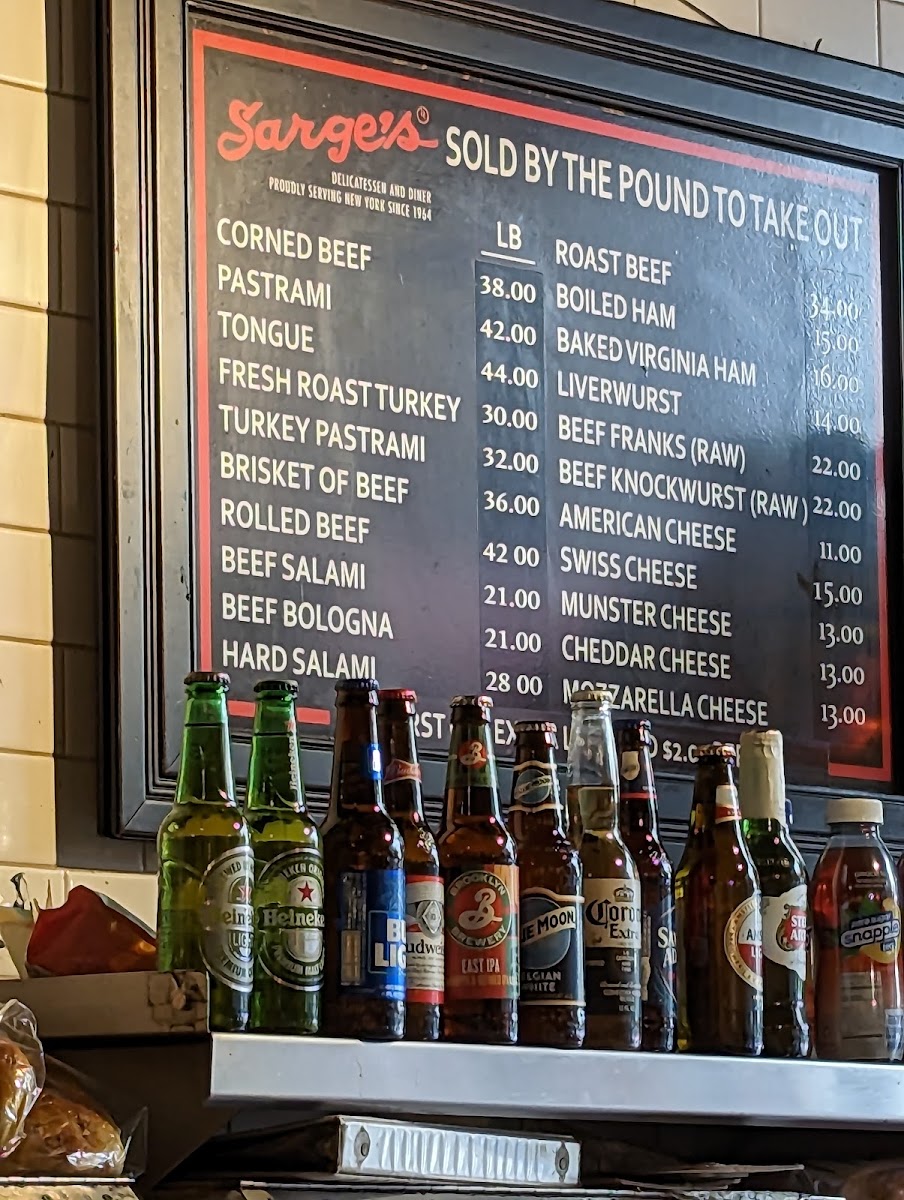 Sarge's
DELICATESSEN AND DINER
PROUDLY SERVING NEW YORK SINCE 1964
SOLD BY THE POUND TO TAKE OUT
LB
CORNED BEEF 38.00
PASTRAMI 42.00
TONGUE 44.00
FRESH ROAST TURKEY 30.00
TURKEY PASTRAMI 32.00
BRISKET OF BEEF 36.00
ROLLED BEEF 42 00
BEEF SALAMI 21.00
BEEF BOLOGNA 21.00
HARD SALAMI 28 00
ROAST BEEF 34.00
BOILED HAM 15.00
BAKED VIRGINIA HAM 16.00
LIVERWURST 14.00
BEEF FRANKS (RAW) 22.00
BEEF KNOCKWURST (RAW ) 22.00
AMERICAN CHEESE 11.00
SWISS CHEESE 15.00
MUNSTER CHEESE 13.00
CHEDDAR CHEESE 13.00
MOZZARELLA CHEESE 13.00
Heineke
BROOKLYN
B
BREWERY
EAST IPA
BLUE MOON
UE MOON
LGIAN
WHITE
Corona
Extra
snapple